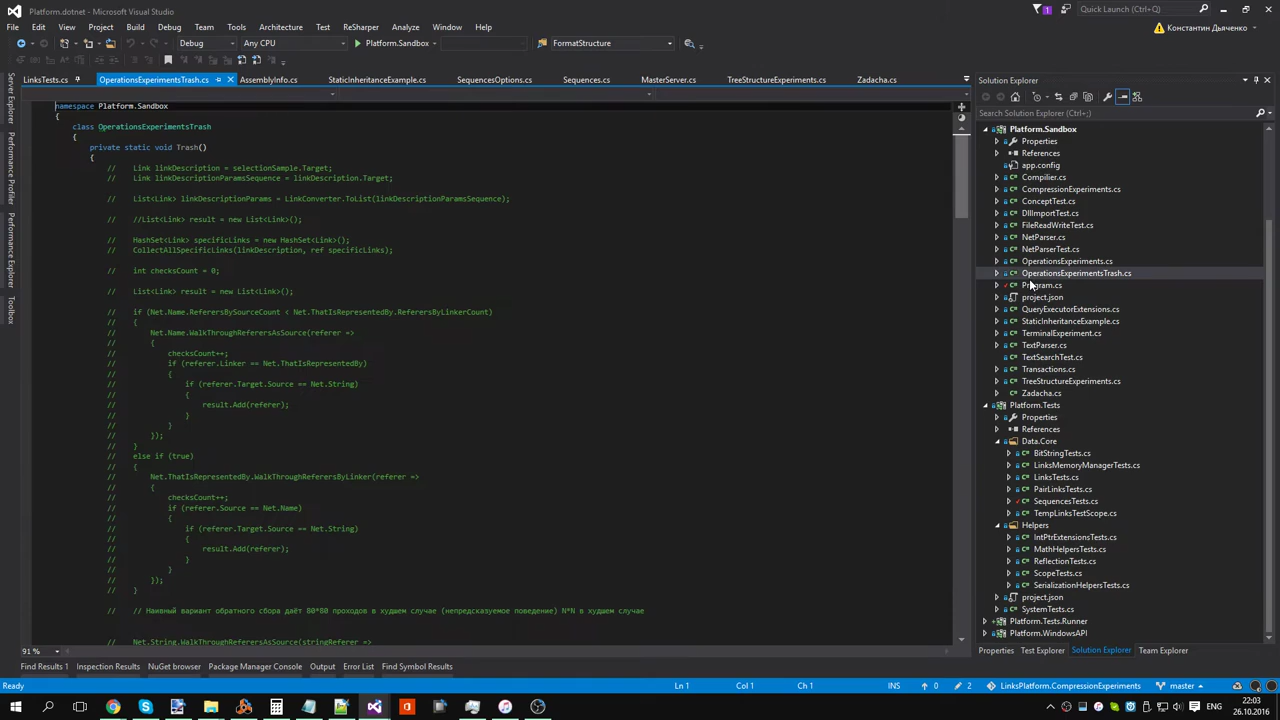 Platform.dotnet - Microsoft Visual Studio
1
Quick Launch (Ctrl+Q)
File Edit View Project Build Debug Team Tools Architecture Test ReSharper Analyze Window Help
Константин Дьяченко
Debug Any CPU Platform.Sandbox FormatStructure
LinksTests.cs OperationsExperimentsTrash.cs AssemblyInfo.cs StaticInheritanceExample.cs SequencesOptions.cs Sequences.cs MasterServer.cs TreeStructureExperiments.cs Zadacha.cs
Server Explorer
Performance Profiler
Performance Explorer
Toolbox
namespace Platform.Sandbox
{
class OperationsExperimentsTrash
{
private static void Trash()
{
// Link linkDescription = selectionSample.Target;
// Link linkDescriptionParamsSequence = linkDescription.Target;
// List<Link> linkDescriptionParams = LinkConverter.ToList(linkDescriptionParamsSequence);
// //List<Link> result = new List<Link>();
// HashSet<Link> specificLinks = new HashSet<Link>();
// CollectAllSpecificLinks(linkDescription, ref specificLinks);
// int checksCount = 0;
// List<Link> result = new List<Link>();
// if (Net.Name.ReferersBySourceCount < Net.ThatIsRepresentedBy.ReferersByLinkerCount)
// {
// Net.Name.WalkThroughReferersAsSource(referer =>
// {
// checksCount++;
// if (referer.Linker == Net.ThatIsRepresentedBy)
// {
// if (referer.Target.Source == Net.String)
// {
// result.Add(referer);
// }
// }
// });
// }
// else if (true)
// {
// Net.ThatIsRepresentedBy.WalkThroughReferersByLinker(referer =>
// {
// checksCount++;
// if (referer.Source == Net.Name)
// {
// if (referer.Target.Source == Net.String)
// {
// result.Add(referer);
// }
// }
// });
// }
// // Наивный вариант обратного сбора даёт 80*80 проходов в худшем случае (непредсказуемое поведение) N*N в худшем случае
// Net.String.WalkThroughReferersAsSource(stringReferer =>
91 %
Solution Explorer
Search Solution Explorer (Ctrl+;)
Platform.Sandbox
Properties
References
app.config
Compilier.cs
CompressionExperiments.cs
ConceptTest.cs
DllImportTest.cs
FileReadWriteTest.cs
NetParser.cs
NetParserTest.cs
OperationsExperiments.cs
OperationsExperimentsTrash.cs
Program.cs
project.json
QueryExecutorExtensions.cs
StaticInheritanceExample.cs
TerminalExperiment.cs
TextParser.cs
TextSearchTest.cs
Transactions.cs
TreeStructureExperiments.cs
Zadacha.cs
Platform.Tests
Properties
References
Data.Core
BitStringTests.cs
LinksMemoryManagerTests.cs
LinksTests.cs
PairLinksTests.cs
SequencesTests.cs
TempLinksTestScope.cs
Helpers
IntPtrExtensionsTests.cs
MathHelpersTests.cs
ReflectionTests.cs
ScopeTests.cs
SerializationHelpersTests.cs
project.json
SystemTests.cs
Platform.Tests.Runner
Platform.WindowsAPI
Properties Test Explorer Solution Explorer Team Explorer
Find Results 1 Inspection Results NuGet browser Package Manager Console Output Error List Find Symbol Results
Ready Ln 1 Col 1 Ch 1 INS 0 2 LinksPlatform.CompressionExperiments master
ENG
22:03
26.10.2016